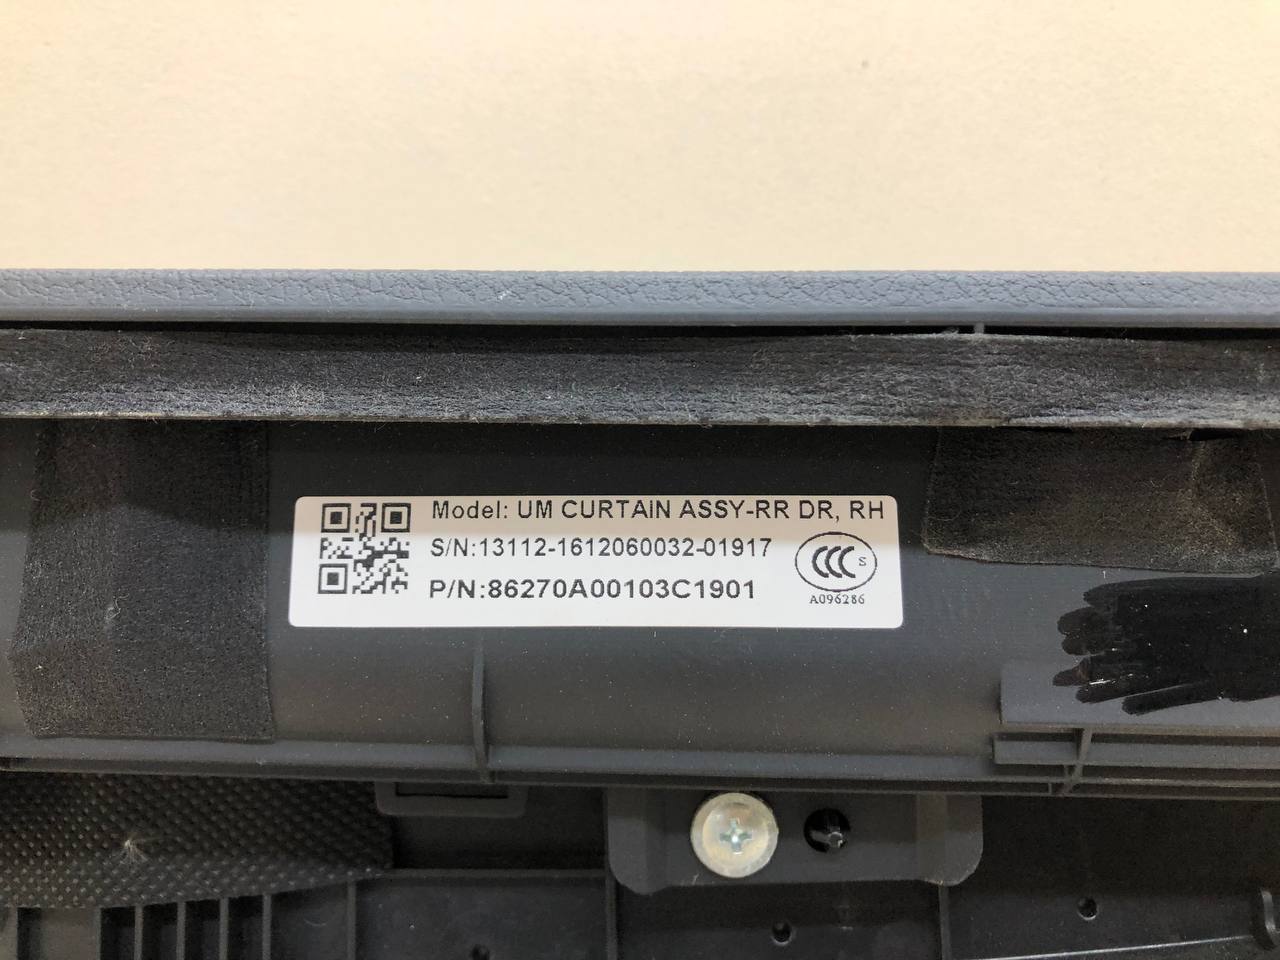 Model: UM CURTAIN ASSY-RR DR, RH
S/N:13112-1612060032-01917
P/N:86270A00103C1901
CCC S
A096286